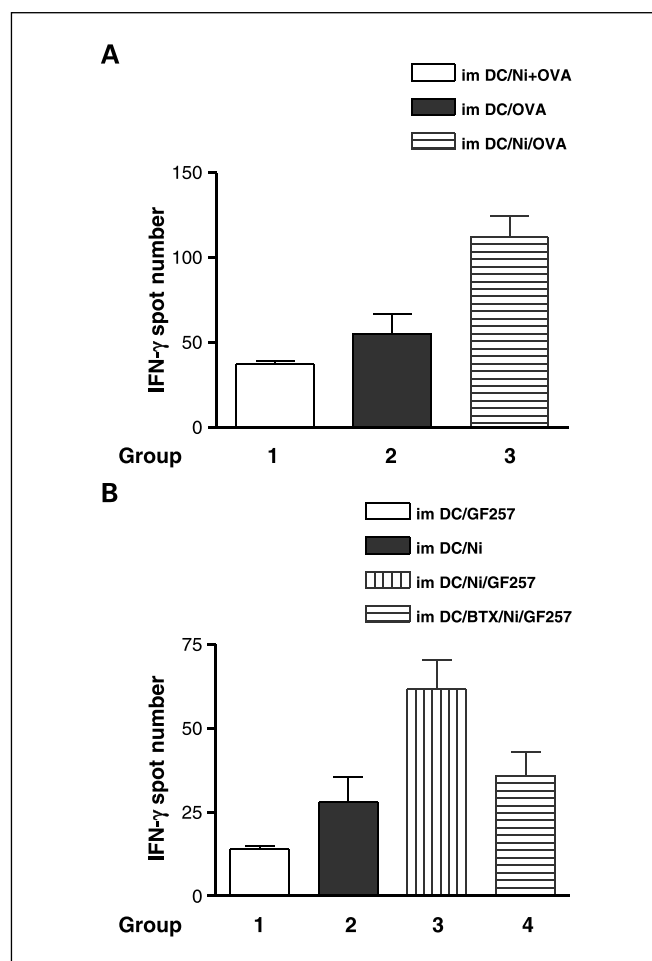 A
im DC/Ni+OVA
im DC/OVA
im DC/Ni/OVA
IFN-γ spot number
150
100
50
0
Group 1 2 3
B
im DC/GF257
im DC/Ni
im DC/Ni/GF257
im DC/BTX/Ni/GF257
IFN-γ spot number
75
50
25
0
Group 1 2 3 4